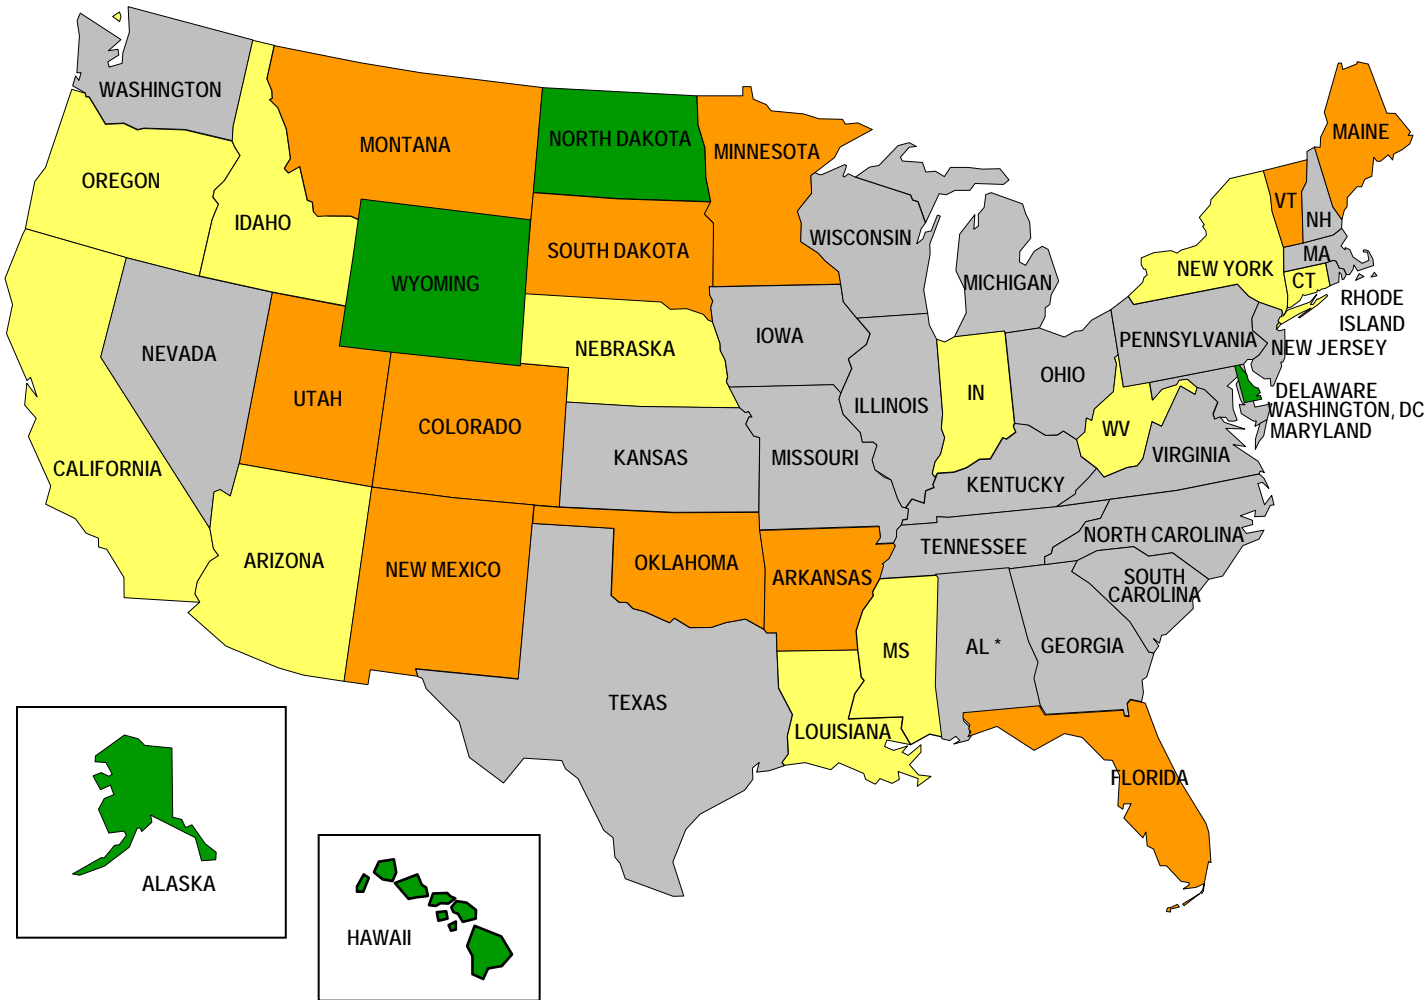 WASHINGTON
MONTANA
NORTH DAKOTA
MINNESOTA
MAINE
OREGON
IDAHO
VT
NH
WISCONSIN
SOUTH DAKOTA
MA
NEW YORK
CT
WYOMING
MICHIGAN
RHODE
ISLAND
IOWA
PENNSYLVANIA
NEW JERSEY
NEVADA
NEBRASKA
OHIO
UTAH
IN
ILLINOIS
DELAWARE
WASHINGTON, DC
MARYLAND
COLORADO
WV
CALIFORNIA
KANSAS
MISSOURI
VIRGINIA
KENTUCKY
ARIZONA
NEW MEXICO
OKLAHOMA
ARKANSAS
TENNESSEE
NORTH CAROLINA
SOUTH
CAROLINA
MS
AL *
GEORGIA
TEXAS
LOUISIANA
FLORIDA
ALASKA
HAWAII